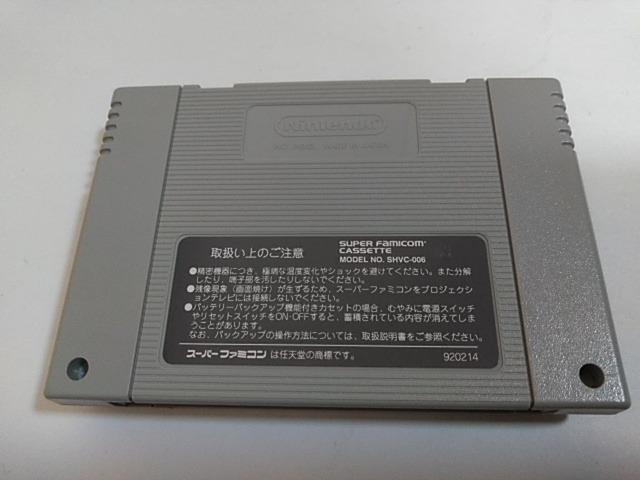 Nintendo
MADE IN JAPAN
取扱い上のご注意
SUPER FAMICOM
CASSETTE
MODEL NO. SHVC-006
●精密機器につき、極端な温度変化やショックを避けてください。また分解
したり、端子部を汚したりしないでください。
●残像現象(画面焼け)が生ずるため、スーパーファミコンをプロジェクシ
ョンテレビには接続しないでください。
●バッテリーバックアップ機能付きカセットの場合、むやみに電源スイッチ
やリセットスイッチをON・OFFすると、蓄積されている内容が消えてしま
うことがあります。
なお、バックアップの操作方法については、取扱説明書をご参照ください。
スーパーファミコン は任天堂の商標です。
920214